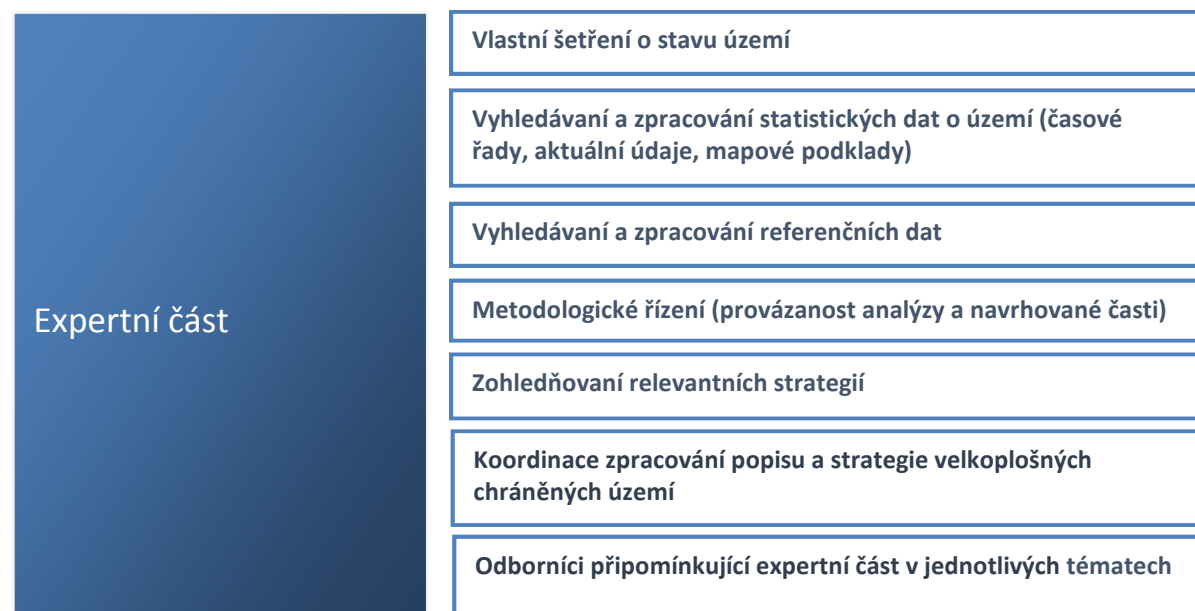 Expertní část
Vlastní šetření o stavu území
Vyhledávaní a zpracování statistických dat o území (časové
řady, aktuální údaje, mapové podklady)
Vyhledávaní a zpracování referenčních dat
Metodologické řízení (provázanost analýzy a navrhované časti)
Zohledňovaní relevantních strategií
Koordinace zpracování popisu a strategie velkoplošných
chráněných území
Odborníci připomínkující expertní část v jednotlivých tématech